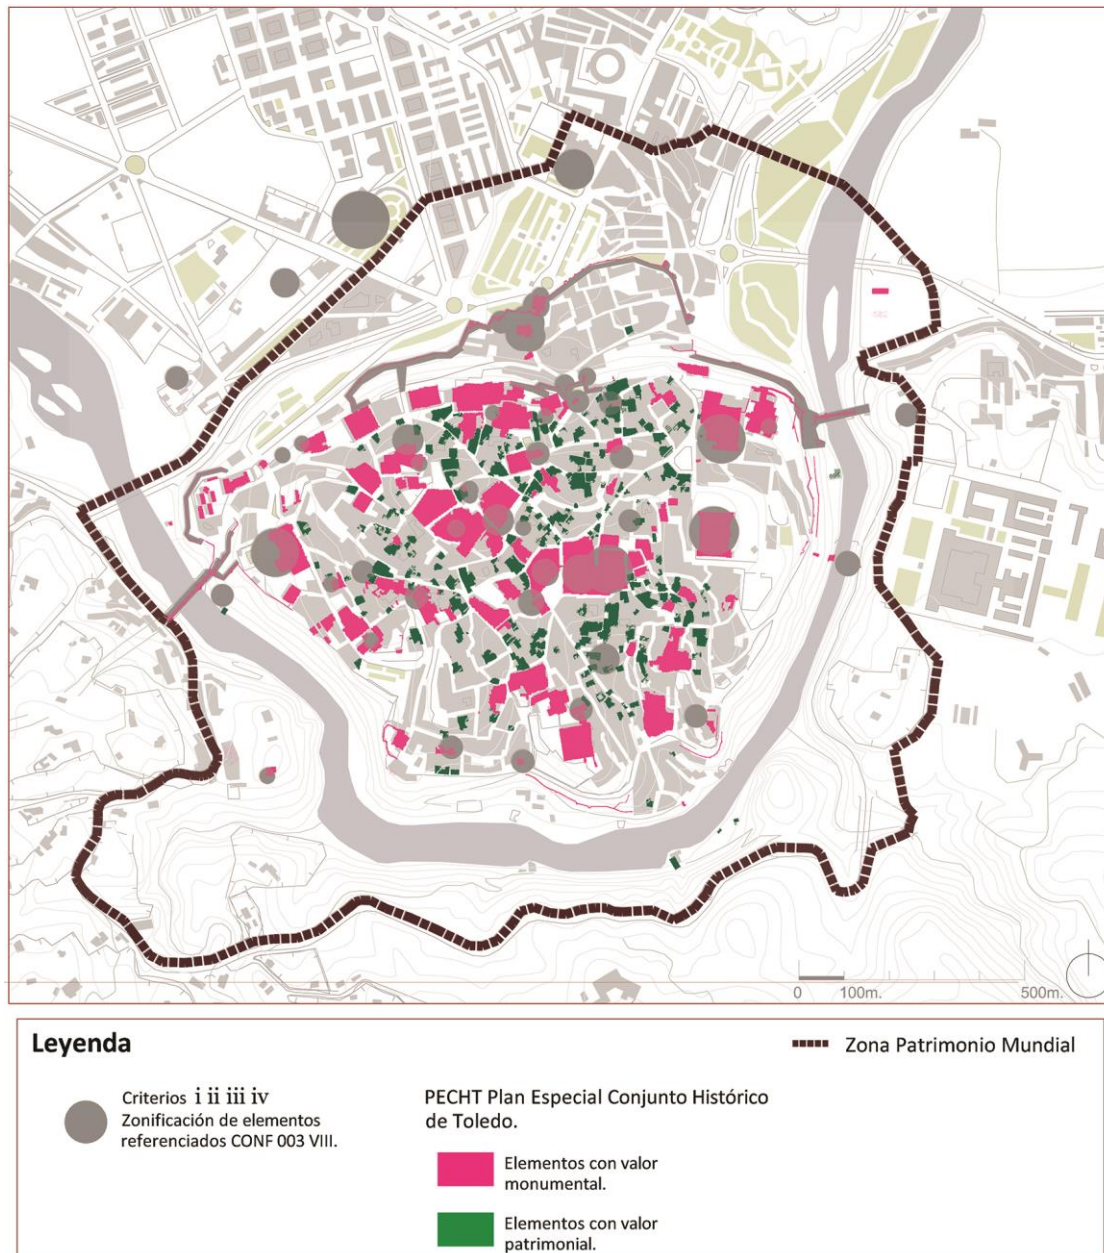 0
100m.
500m.
Leyenda
Zona Patrimonio Mundial
Criterios i ii iii iv
Zonificación de elementos
referenciados CONF 003 VIII.
PECHT Plan Especial Conjunto Histórico
de Toledo.
Elementos con valor
monumental.
Elementos con valor
patrimonial.